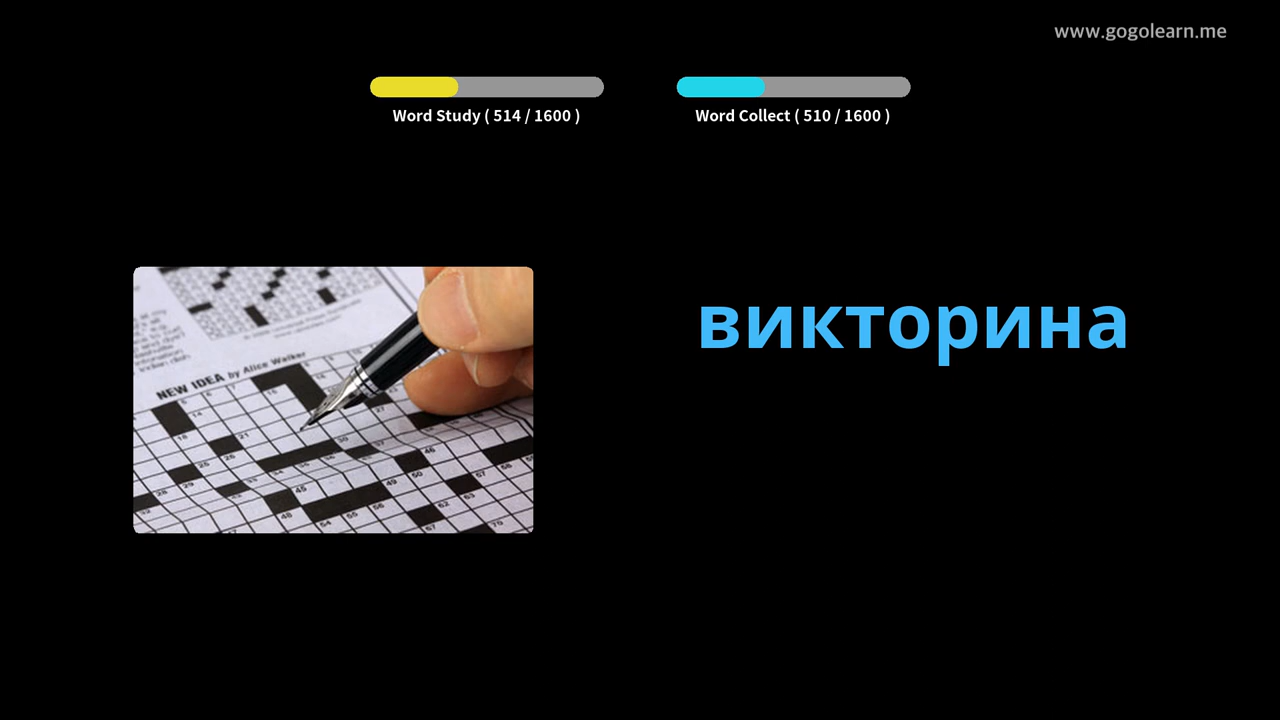 www.gogolearn.me
Word Study ( 514 / 1600 )
Word Collect ( 510 / 1600 )
викторина
NEW IDEA by Alice Walker